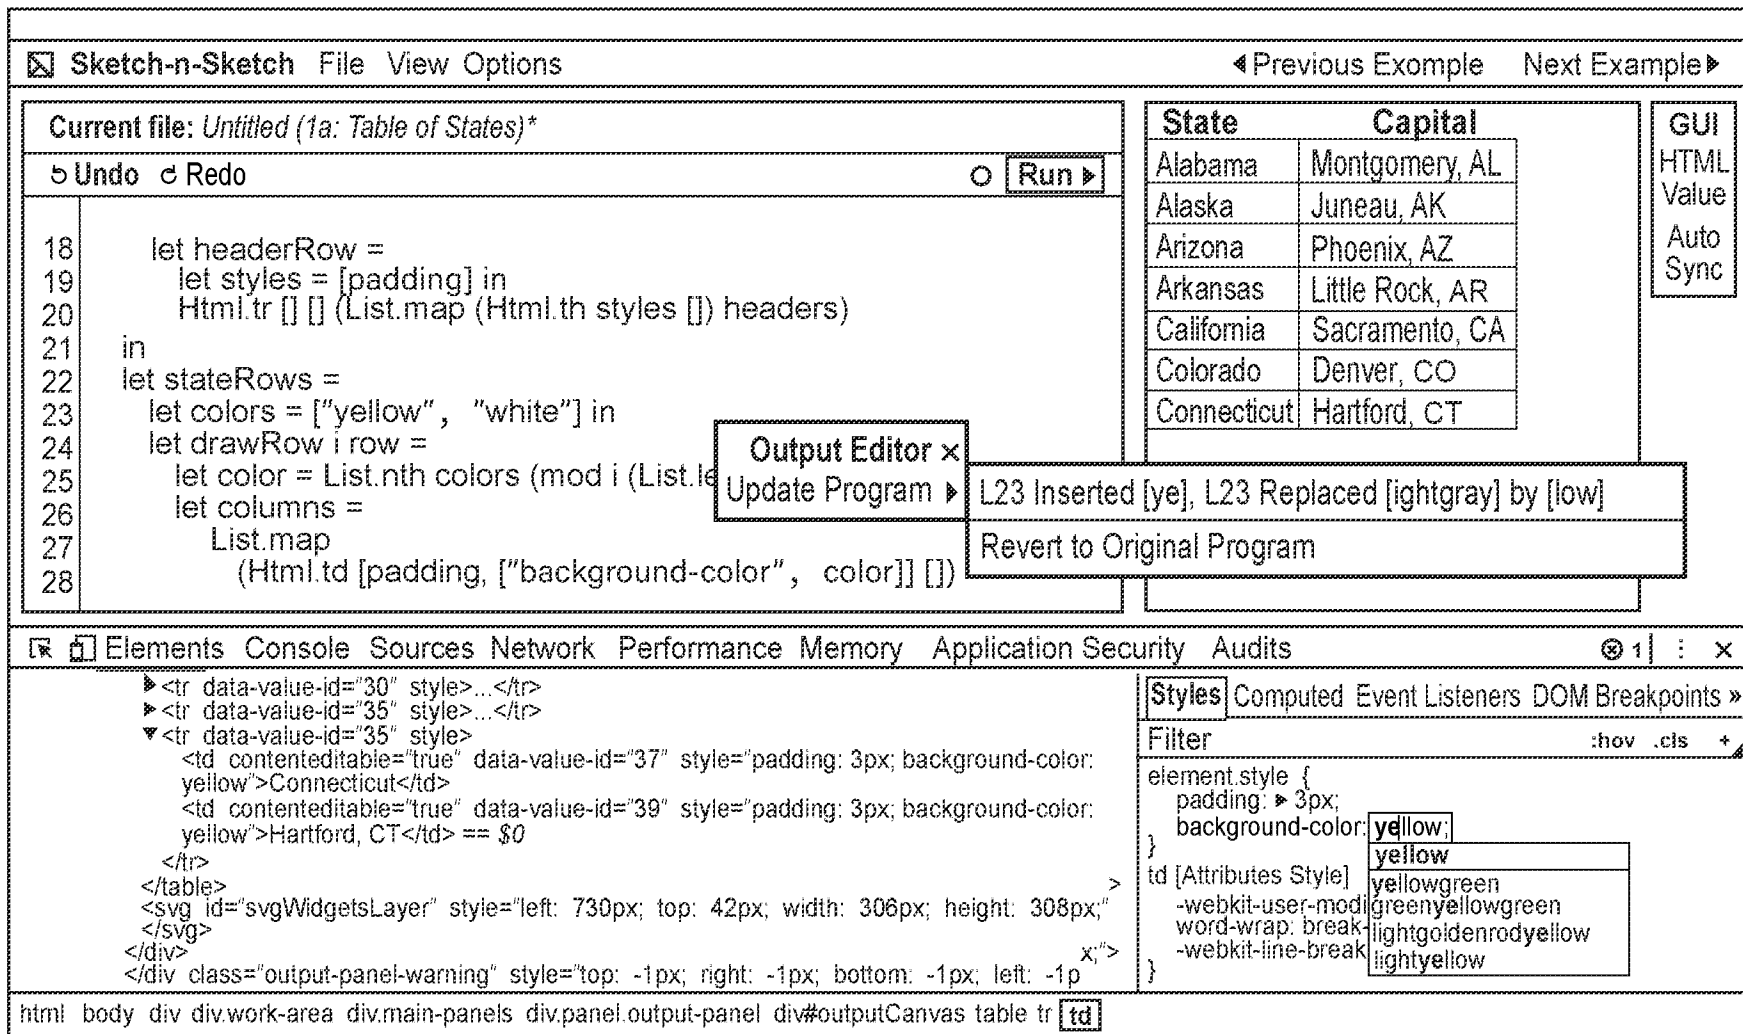 Sketch-n-Sketch File View Options Previous Exomple Next Example
Current file: Untitled (1a: Table of States)*
Undo Redo Run
18 let headerRow =
19 let styles = [padding] in
20 Html.tr [] [] (List.map (Html.th styles []) headers)
21 in
22 let stateRows =
23 let colors = ["yellow", "white"] in
24 let drawRow i row =
25 let color = List.nth colors (mod i (List.le
26 let columns =
27 List.map
28 (Html.td [padding, ["background-color", color]] [])
Output Editor ×
Update Program
L23 Inserted [ye], L23 Replaced [ightgray] by [low]
Revert to Original Program
State Capital
Alabama Montgomery, AL
Alaska Juneau, AK
Arizona Phoenix, AZ
Arkansas Little Rock, AR
California Sacramento, CA
Colorado Denver, CO
Connecticut Hartford, CT
GUI
HTML
Value
Auto
Sync
Elements Console Sources Network Performance Memory Application Security Audits 1
<tr data-value-id="30" style>...</tr>
<tr data-value-id="35" style>...</tr>
<tr data-value-id="35" style>
<td contenteditable="true" data-value-id="37" style="padding: 3px; background-color:
yellow">Connecticut</td>
<td contenteditable="true" data-value-id="39" style="padding: 3px; background-color:
yellow">Hartford, CT</td> == $0
</tr>
</table> >
<svg id="svgWidgetsLayer" style="left: 730px; top: 42px; width: 306px; height: 308px;"
</svg>
</div> x;">
</div class="output-panel-warning" style="top: -1px; right: -1px; bottom: -1px; left: -1p
Styles Computed Event Listeners DOM Breakpoints »
Filter :hov .cls +
element.style {
padding: 3px;
background-color: yellow;
}
yellow
yellowgreen
greenyellowgreen
lightgoldenrodyellow
lightyellow
td [Attributes Style]
-webkit-user-modi
word-wrap: break-
-webkit-line-break
}
html body div div.work-area div.main-panels div.panel.output-panel div#outputCanvas table tr td